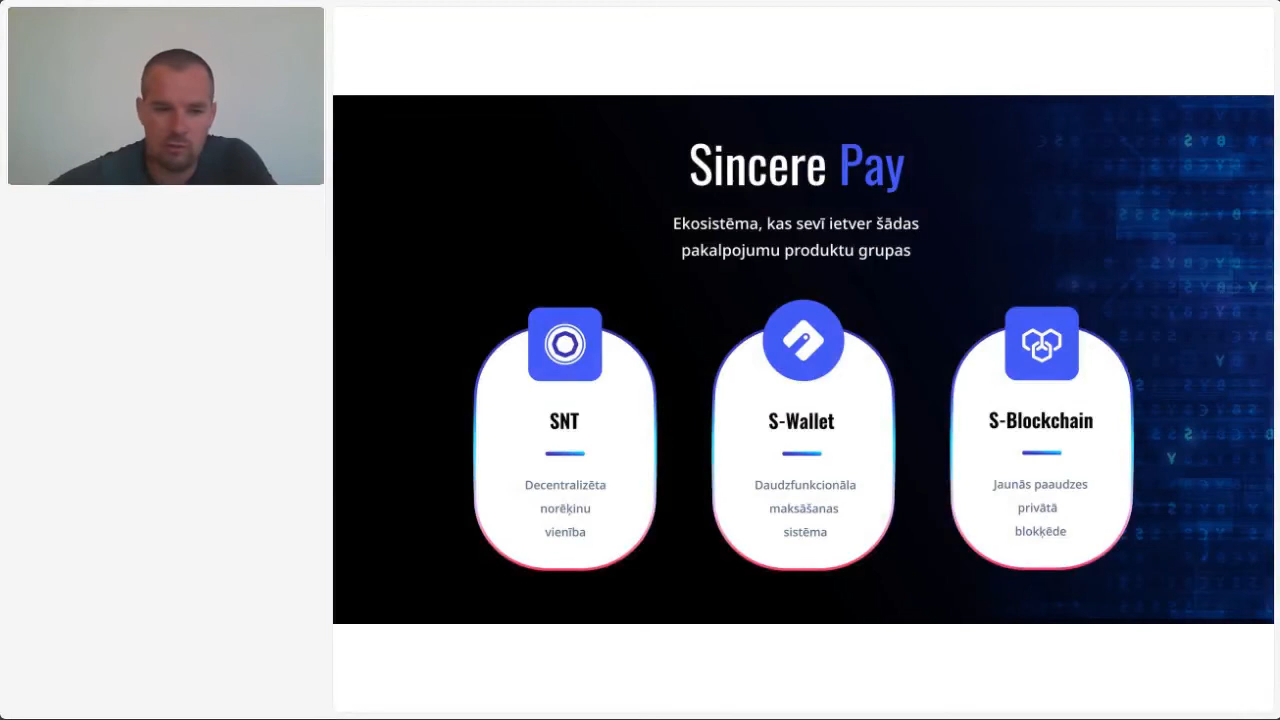 Sincere Pay
Ekosistēma, kas sevī ietver šādas
pakalpojumu produktu grupas
SNT
Decentralizēta
norēķinu
vienība
S-Wallet
Daudzfunkcionāla
maksāšanas
sistēma
S-Blockchain
Jaunās paaudzes
privātā
blokķēde